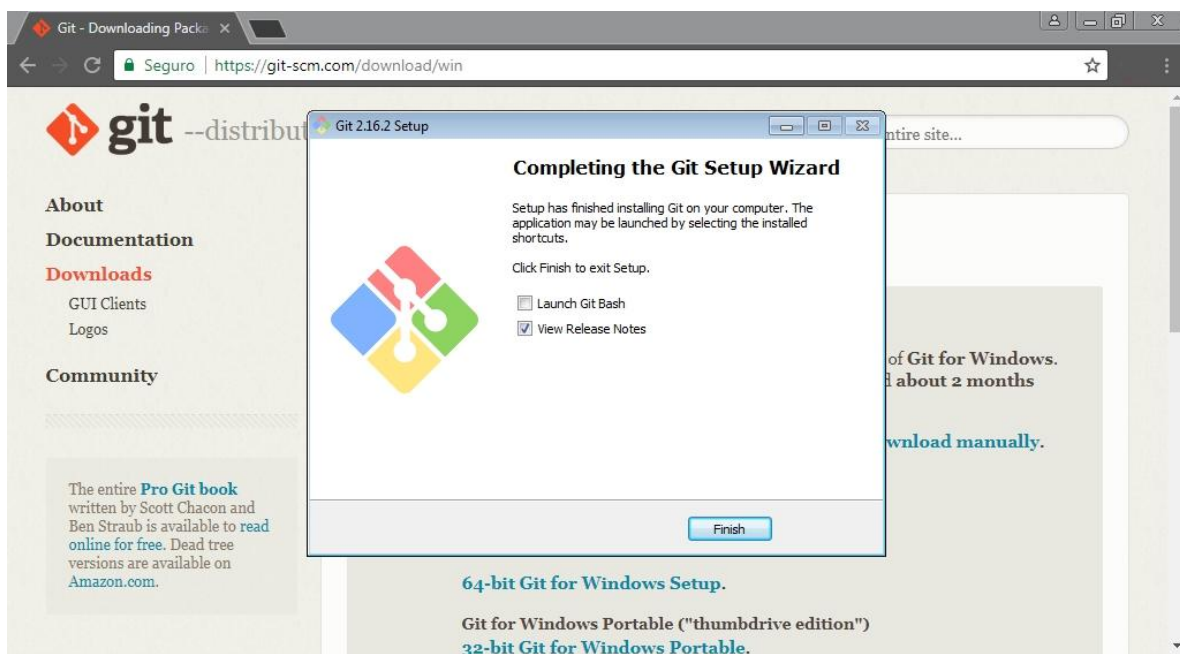 Git - Downloading Packa
Seguro | https://git-scm.com/download/win
git --distribut
ntire site...
Git 2.16.2 Setup
Completing the Git Setup Wizard
Setup has finished installing Git on your computer. The
application may be launched by selecting the installed
shortcuts.
Click Finish to exit Setup.
Launch Git Bash
View Release Notes
Finish
About
Documentation
Downloads
GUI Clients
Logos
Community
The entire Pro Git book
written by Scott Chacon and
Ben Straub is available to read
online for free. Dead tree
versions are available on
Amazon.com.
of Git for Windows.
about 2 months
wnload manually.
64-bit Git for Windows Setup.
Git for Windows Portable ("thumbdrive edition")
32-bit Git for Windows Portable.